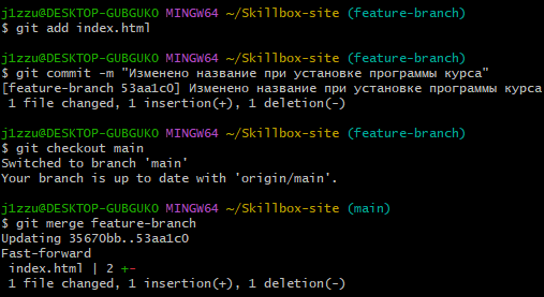 j1zzu@DESKTOP-GUBGUKO MINGW64 ~/Skillbox-site (feature-branch)
$ git add index.html
j1zzu@DESKTOP-GUBGUKO MINGW64 ~/Skillbox-site (feature-branch)
$ git commit -m "Изменено название при установке программы курса"
[feature-branch 53aa1c0] Изменено название при установке программы курса
1 file changed, 1 insertion(+), 1 deletion(-)
j1zzu@DESKTOP-GUBGUKO MINGW64 ~/Skillbox-site (feature-branch)
$ git checkout main
Switched to branch 'main'
Your branch is up to date with 'origin/main'.
j1zzu@DESKTOP-GUBGUKO MINGW64 ~/Skillbox-site (main)
$ git merge feature-branch
Updating 35670bb..53aa1c0
Fast-forward
index.html | 2 +-
1 file changed, 1 insertion(+), 1 deletion(-)